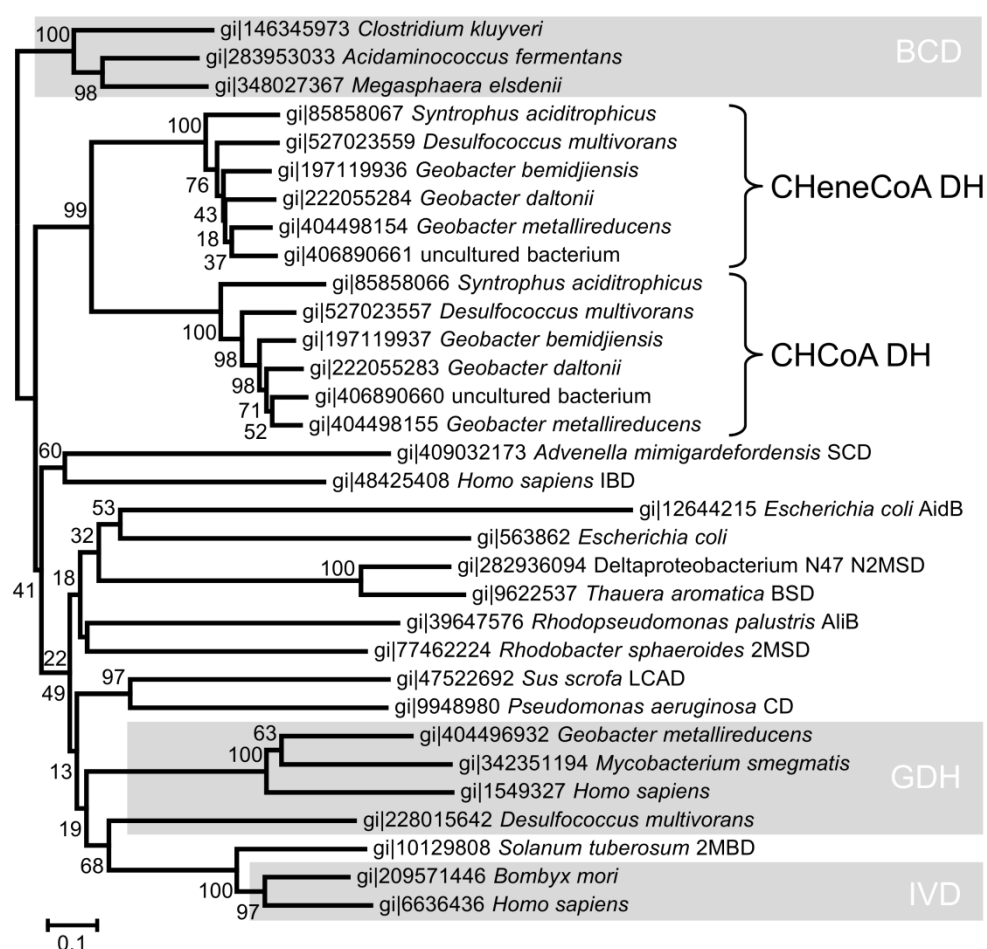 100
gi|146345973 Clostridium kluyveri
gi|283953033 Acidaminococcus fermentans
BCD
98
gi|348027367 Megasphaera elsdenii
gi|85858067 Syntrophus aciditrophicus
100
gi|527023559 Desulfococcus multivorans
gi|197119936 Geobacter bemidjiensis
76
CHeneCoA DH
gi|222055284 Geobacter daltonii
99
43
gi|404498154 Geobacter metallireducens
18
gi|406890661 uncultured bacterium
37
gi|85858066 Syntrophus aciditrophicus
gi|527023557 Desulfococcus multivorans
100
gi|197119937 Geobacter bemidjiensis
98
CHCoA DH
gi|222055283 Geobacter daltonii
98
gi|406890660 uncultured bacterium
71
gi|404498155 Geobacter metallireducens
52
60
gi|409032173 Advenella mimigardefordensis SCD
gi|48425408 Homo sapiens IBD
53
gi|12644215 Escherichia coli AidB
32
gi|563862 Escherichia coli
100
gi|282936094 Deltaproteobacterium N47 N2MSD
18
41
gi|9622537 Thauera aromatica BSD
gi|39647576 Rhodopseudomonas palustris AliB
gi|77462224 Rhodobacter sphaeroides 2MSD
22
97
gi|47522692 Sus scrofa LCAD
49
gi|9948980 Pseudomonas aeruginosa CD
63
gi|404496932 Geobacter metallireducens
100
gi|342351194 Mycobacterium smegmatis
13
GDH
gi|1549327 Homo sapiens
gi|228015642 Desulfococcus multivorans
19
gi|10129808 Solanum tuberosum 2MBD
68
gi|209571446 Bombyx mori
100
IVD
gi|6636436 Homo sapiens
97
0.1